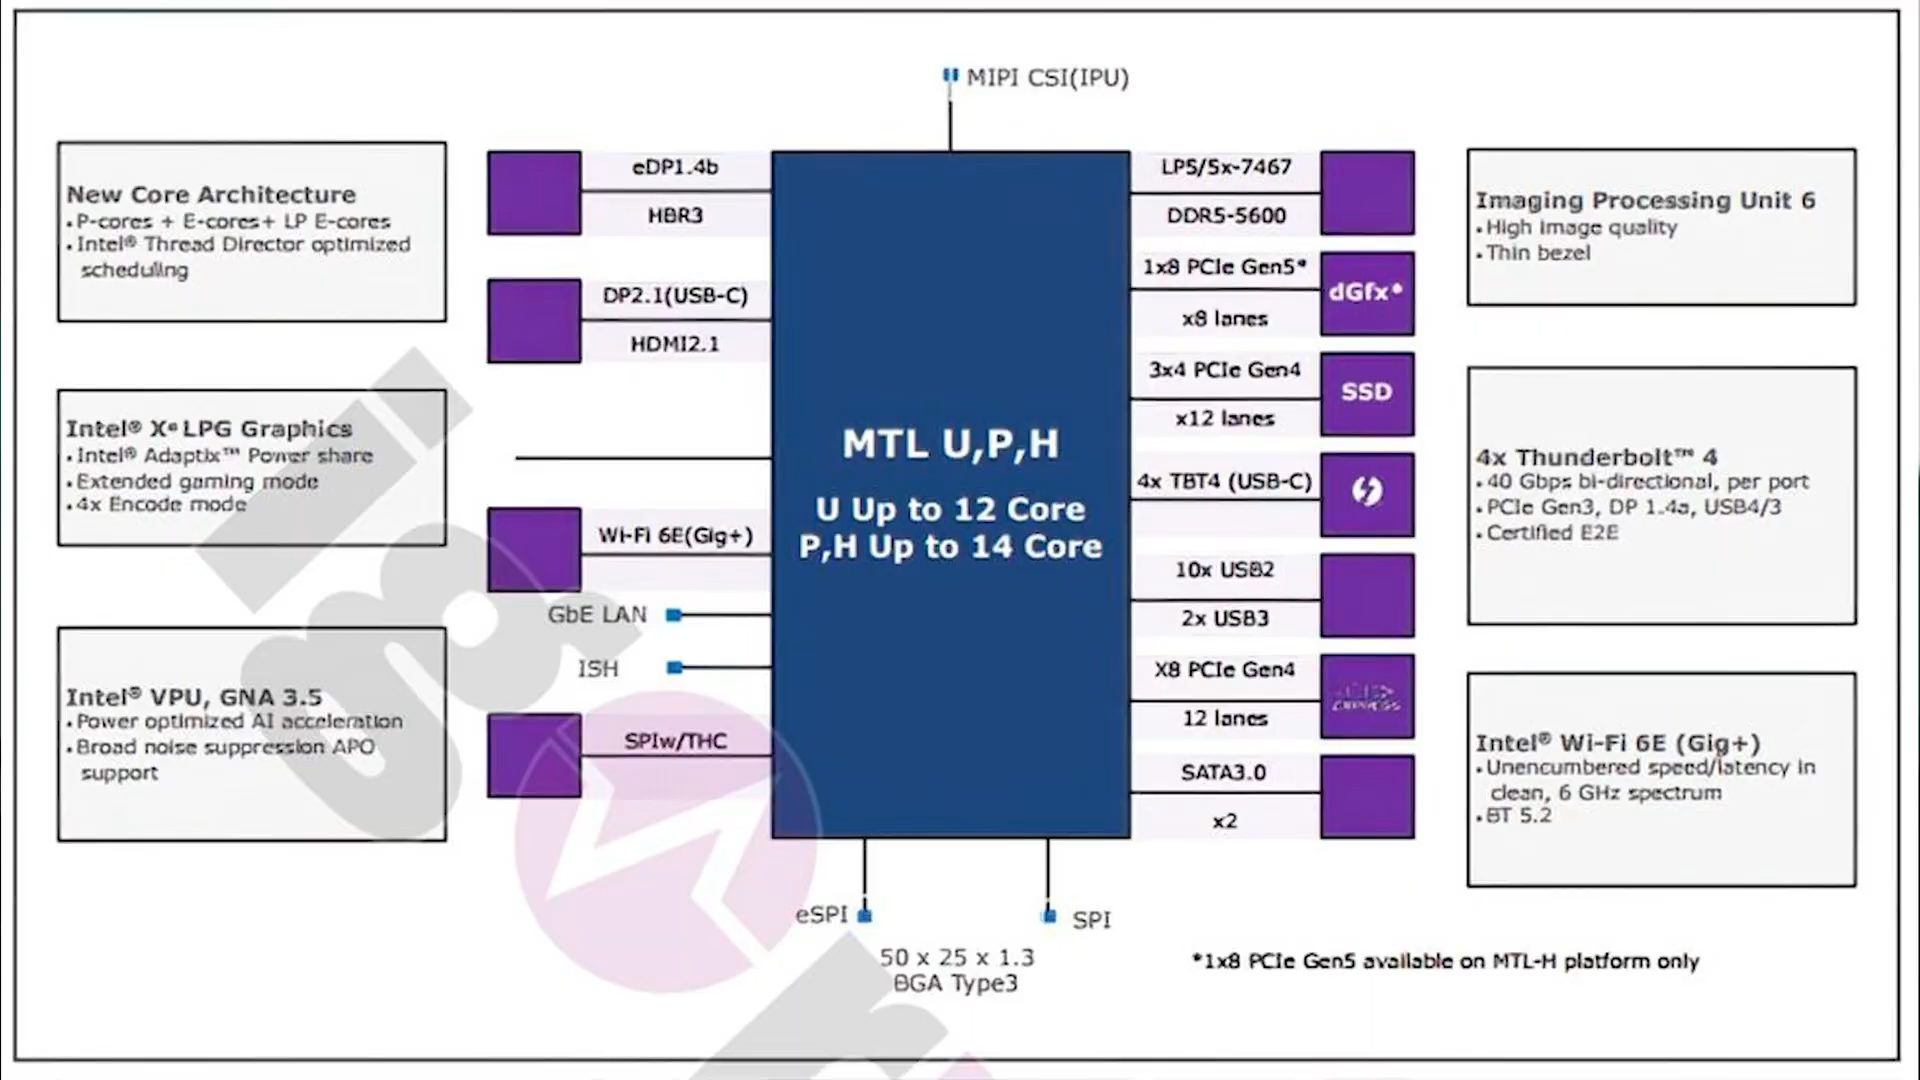 MIPI CSI(IPU)
New Core Architecture
• P-cores + E-cores+ LP E-cores
• Intel® Thread Director optimized
scheduling
Intel® Xe LPG Graphics
• Intel® Adaptix™ Power share
• Extended gaming mode
• 4x Encode mode
Intel® VPU, GNA 3.5
• Power optimized AI acceleration
• Broad noise suppression APO
support
eDP1.4b
HBR3
DP2.1(USB-C)
HDMI2.1
Wi-Fi 6E(Gig+)
GbE LAN
ISH
SPIw/THC
MTL U,P,H
U Up to 12 Core
P,H Up to 14 Core
LP5/5x-7467
DDR5-5600
1x8 PCIe Gen5*
dGfx*
x8 lanes
3x4 PCIe Gen4
SSD
x12 lanes
4x TBT4 (USB-C)
10x USB2
2x USB3
X8 PCIe Gen4
12 lanes
SATA3.0
x2
Imaging Processing Unit 6
• High image quality
• Thin bezel
4x Thunderbolt™ 4
• 40 Gbps bi-directional, per port
• PCIe Gen3, DP 1.4a, USB4/3
• Certified E2E
Intel® Wi-Fi 6E (Gig+)
• Unencumbered speed/latency in
clean, 6 GHz spectrum
• BT 5.2
eSPI
SPI
50 x 25 x 1.3
BGA Type3
*1x8 PCIe Gen5 available on MTL-H platform only